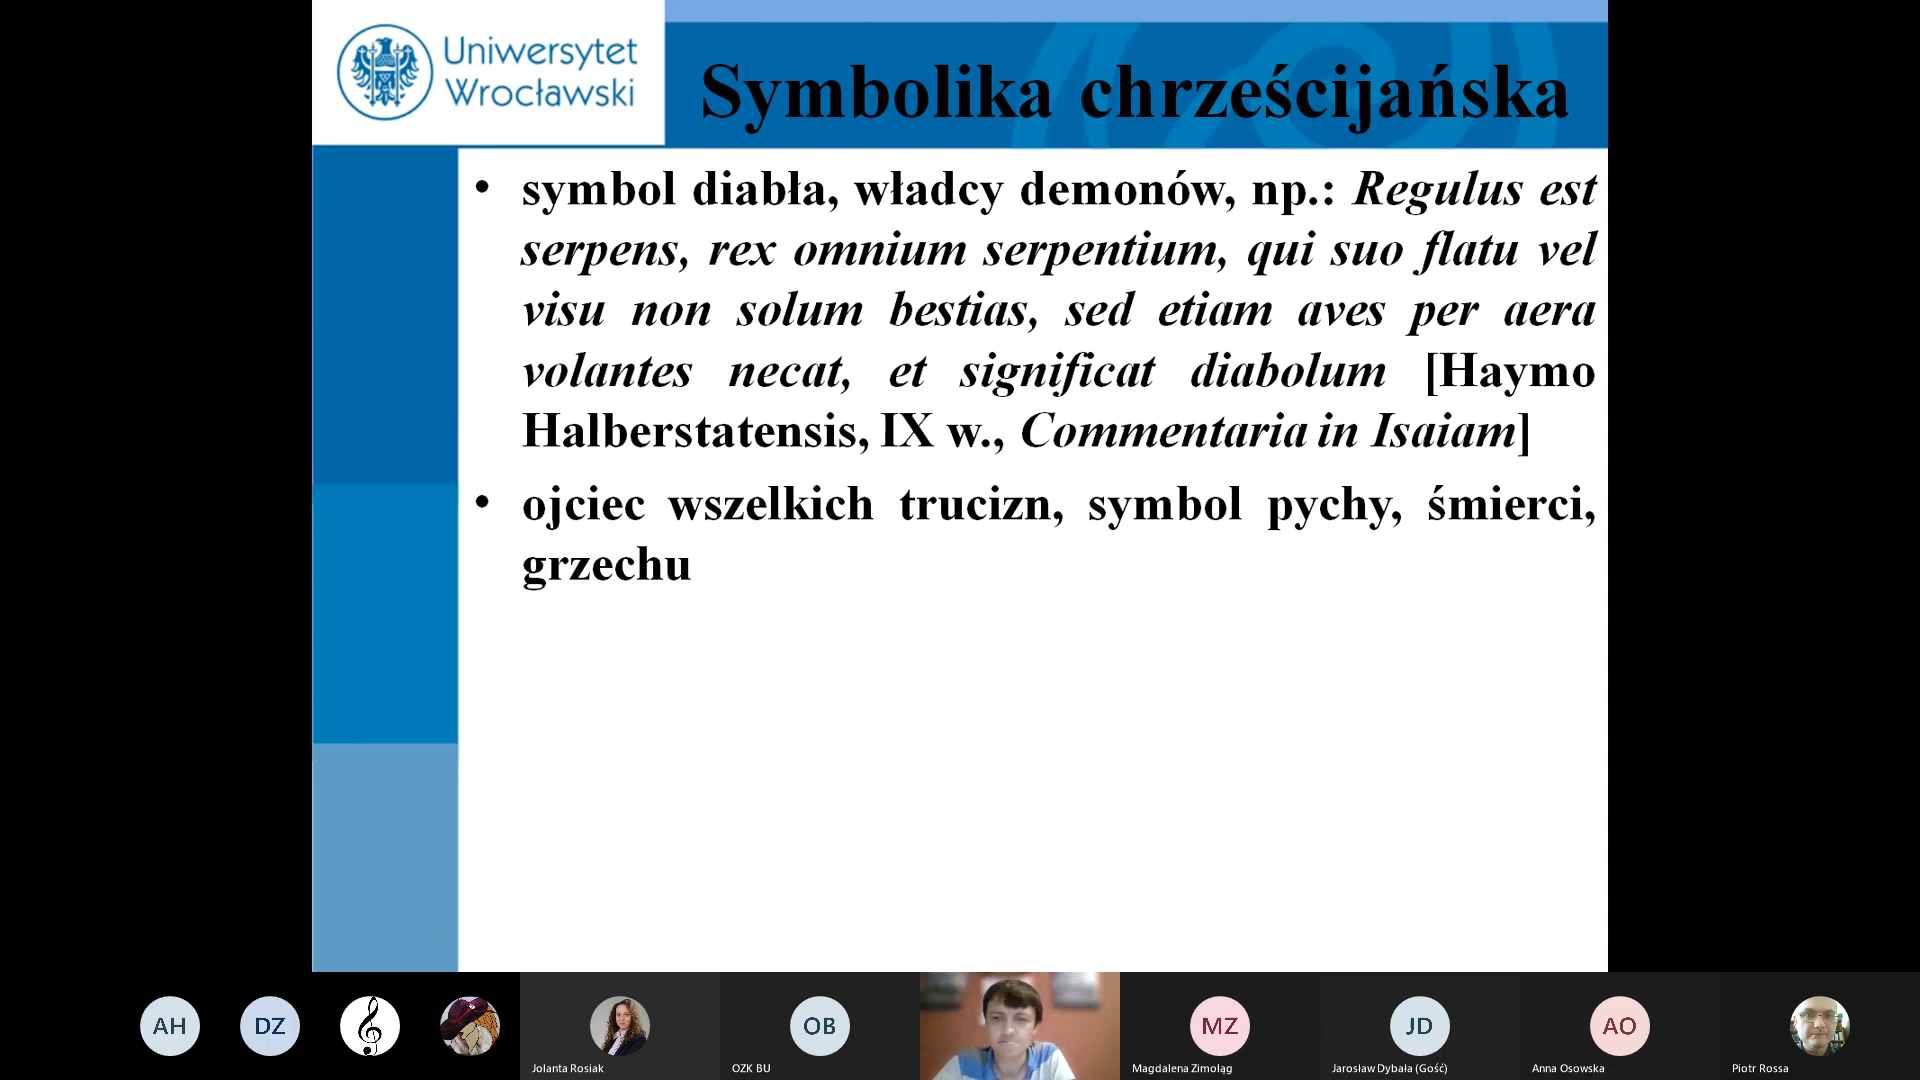 Uniwersytet
Wrocławski
Symbolika chrześcijańska
• symbol diabła, władcy demonów, np.: Regulus est
serpens, rex omnium serpentium, qui suo flatu vel
visu non solum bestias, sed etiam aves per aera
volantes necat, et significat diabolum [Haymo
Halberstatensis, IX w., Commentaria in Isaiam]
• ojciec wszelkich trucizn, symbol pychy, śmierci,
grzechu
AH
DZ
Jolanta Rosiak
OB
OZK BU
MZ
Magdalena Zimoląg
JD
Jarosław Dybała (Gość)
AO
Anna Osowska
Piotr Rossa